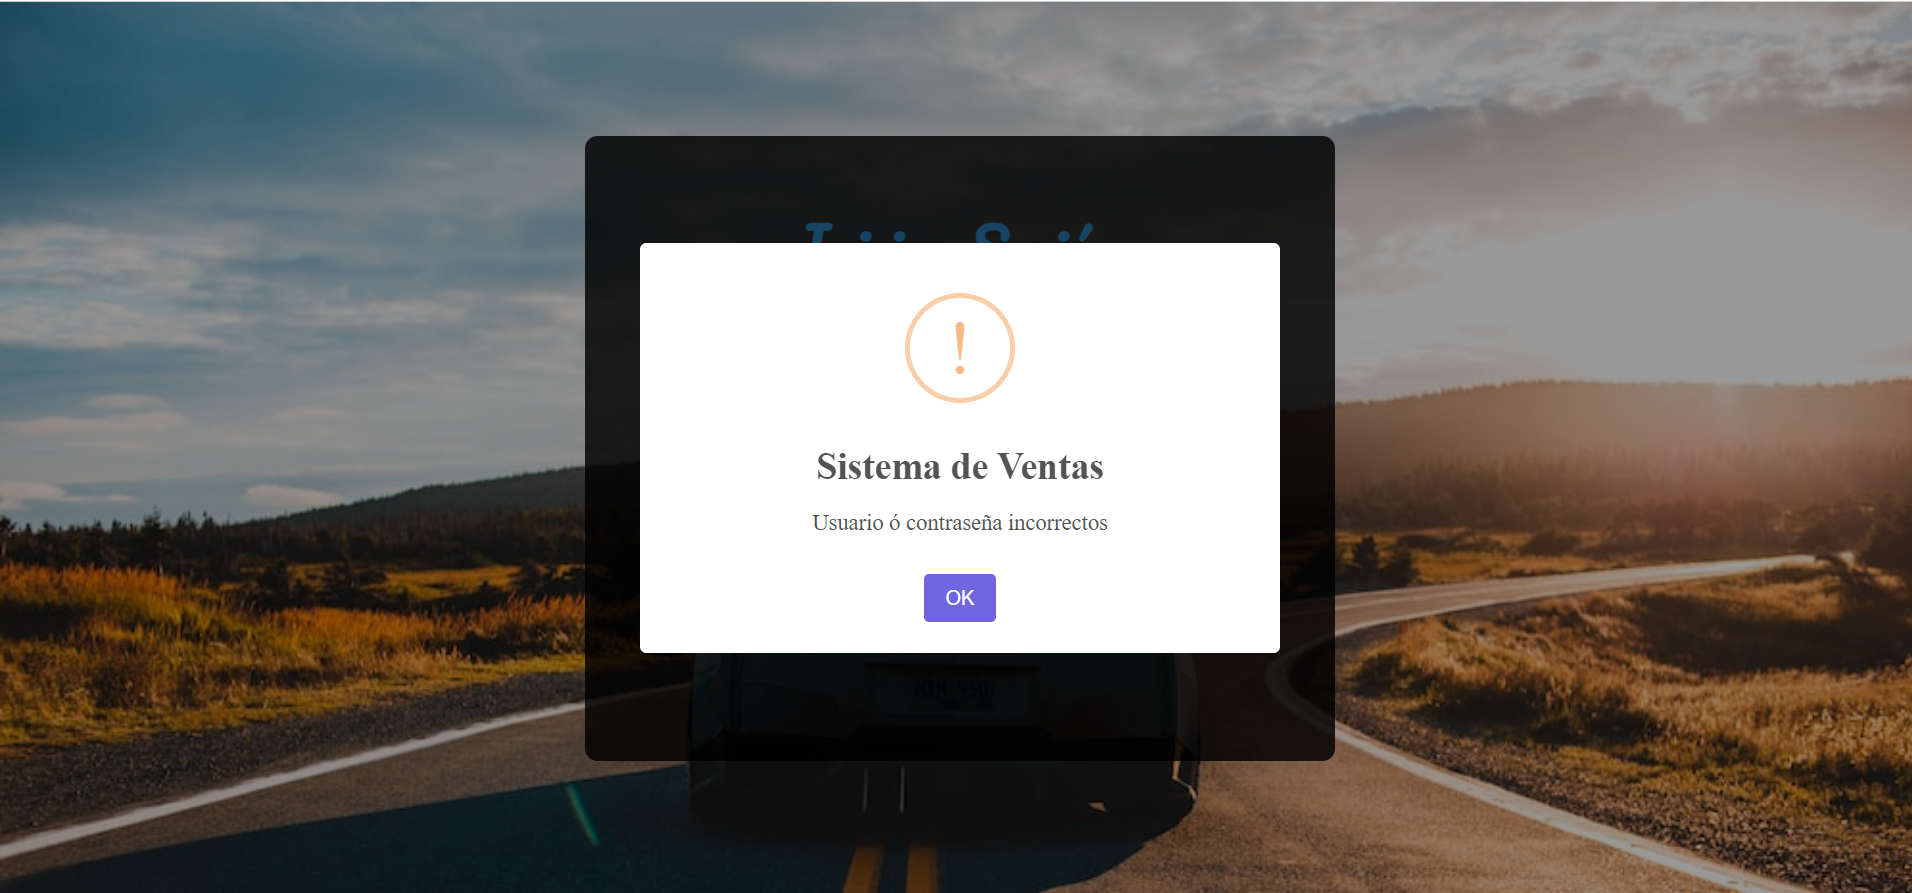 !
Sistema de Ventas
Usuario ó contraseña incorrectos
OK